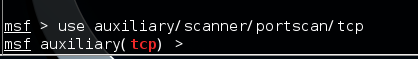 msf > use auxiliary/scanner/portscan/tcp
msf auxiliary(tcp) >